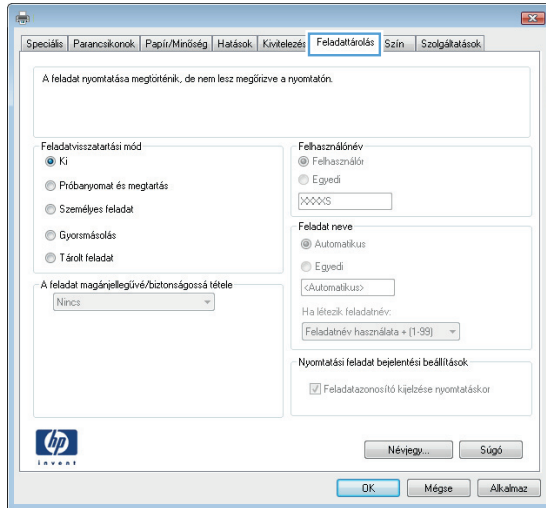 Speciális Parancsikonok Papír/Minőség Hatások Kivitelezés Feladattárolás Szín Szolgáltatások
A feladat nyomtatása megtörténik, de nem lesz megőrizve a nyomtatón.
Feladatvisszatartási mód
Ki
Próbanyomat és megtartás
Személyes feladat
Gyorsmásolás
Tárolt feladat
A feladat magánjellegűvé/biztonságossá tétele
Nincs
Felhasználónév
Felhasználór
Egyedi
XXXXS
Feladat neve
Automatikus
Egyedi
<Automatikus>
Ha létezik feladatnév:
Feladatnév használata + (1-99)
Nyomtatási feladat bejelentési beállítások
Feladatazonosító kijelzése nyomtatáskor
hp
invent
Névjegy... Súgó
OK Mégse Alkalmaz